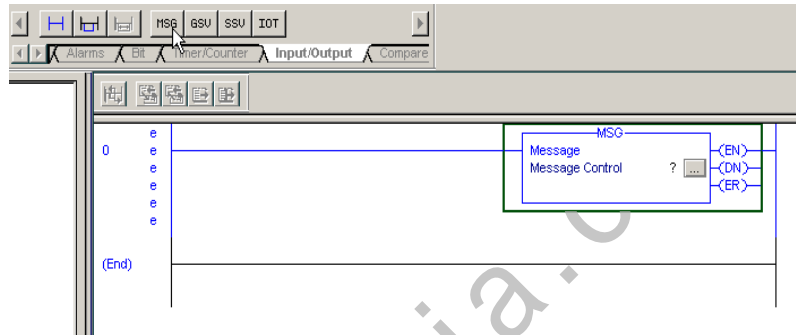 MSG GSV SSV IOT
Alarms Bit Timer/Counter Input/Output Compare
e
0 e
e
e
e
e
MSG
Message
Message Control ? ...
(EN)
(DN)
(ER)
(End)
ia.c